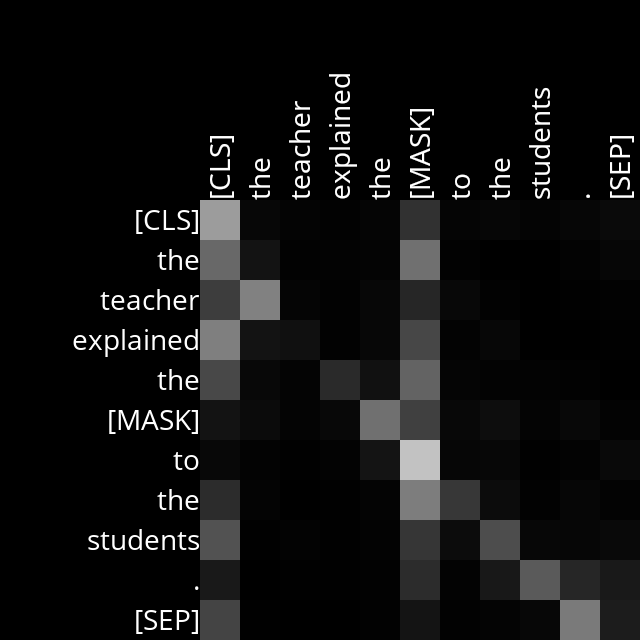 [CLS] the teacher explained the [MASK] to the students . [SEP]
[CLS]
the
teacher
explained
the
[MASK]
to
the
students
.
[SEP]